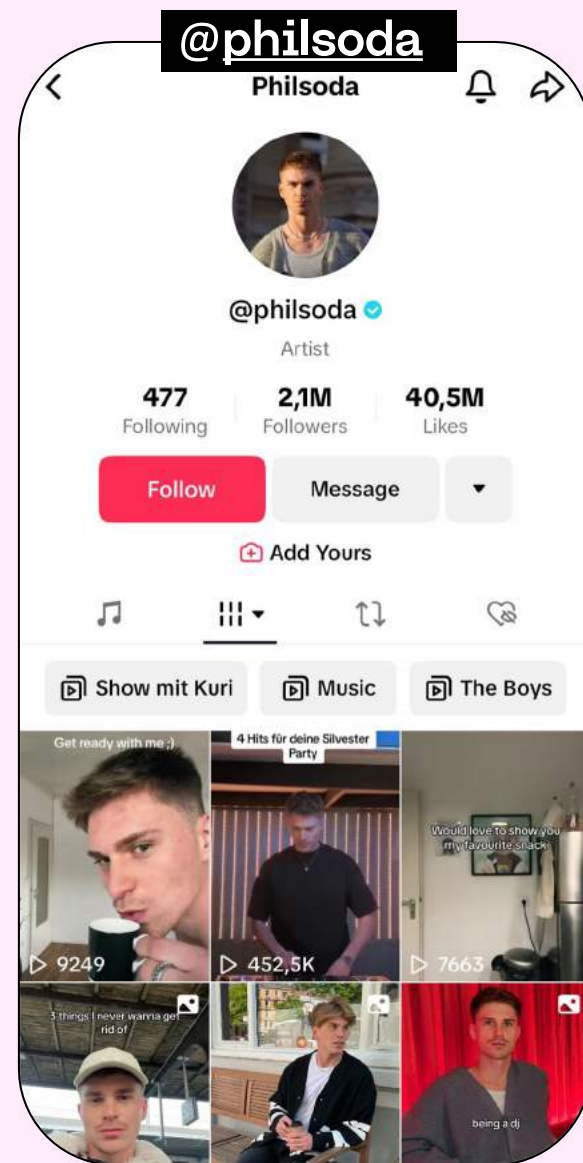 @philsoda
Philsoda
@philsoda
Artist
477
Following
2,1M
Followers
40,5M
Likes
Follow
Message
Add Yours
Show mit Kuri
Music
The Boys
Get ready with me ;)
4 Hits für deine Silvester
Party
Would love to show you
my favourite snack
9249
452,5K
7663
3 things I never wanna get
rid of
being a dj